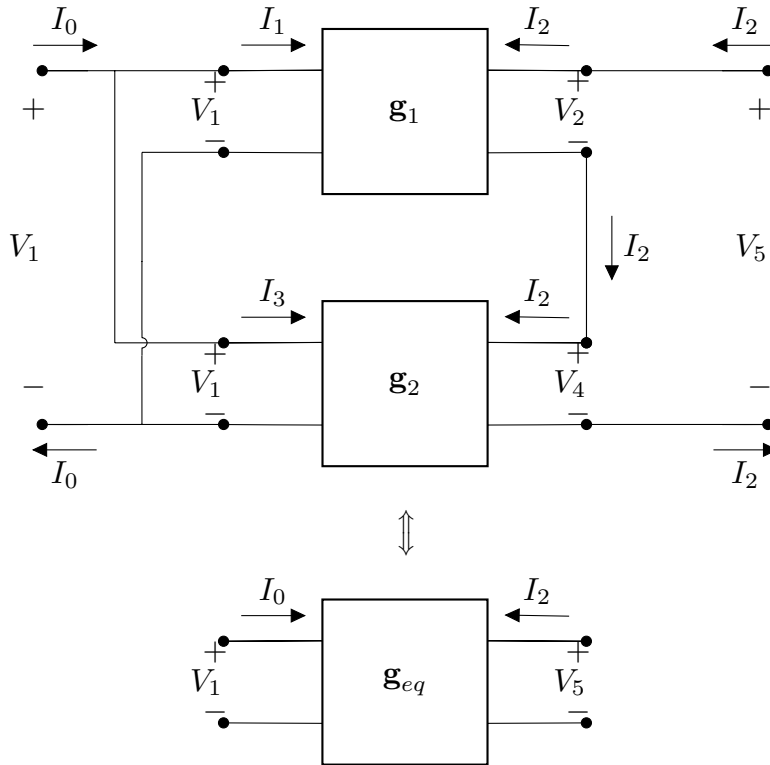 I₀ I₁ I₂ I₂
+ + + +
V₁ g₁ V₂
− −
V₁ I₂ V₅
I₃ I₂
+ +
− V₁ g₂ V₄ −
− −
I₀ I₂
⇕
I₀ I₂
+ +
V₁ g_eq V₅
− −